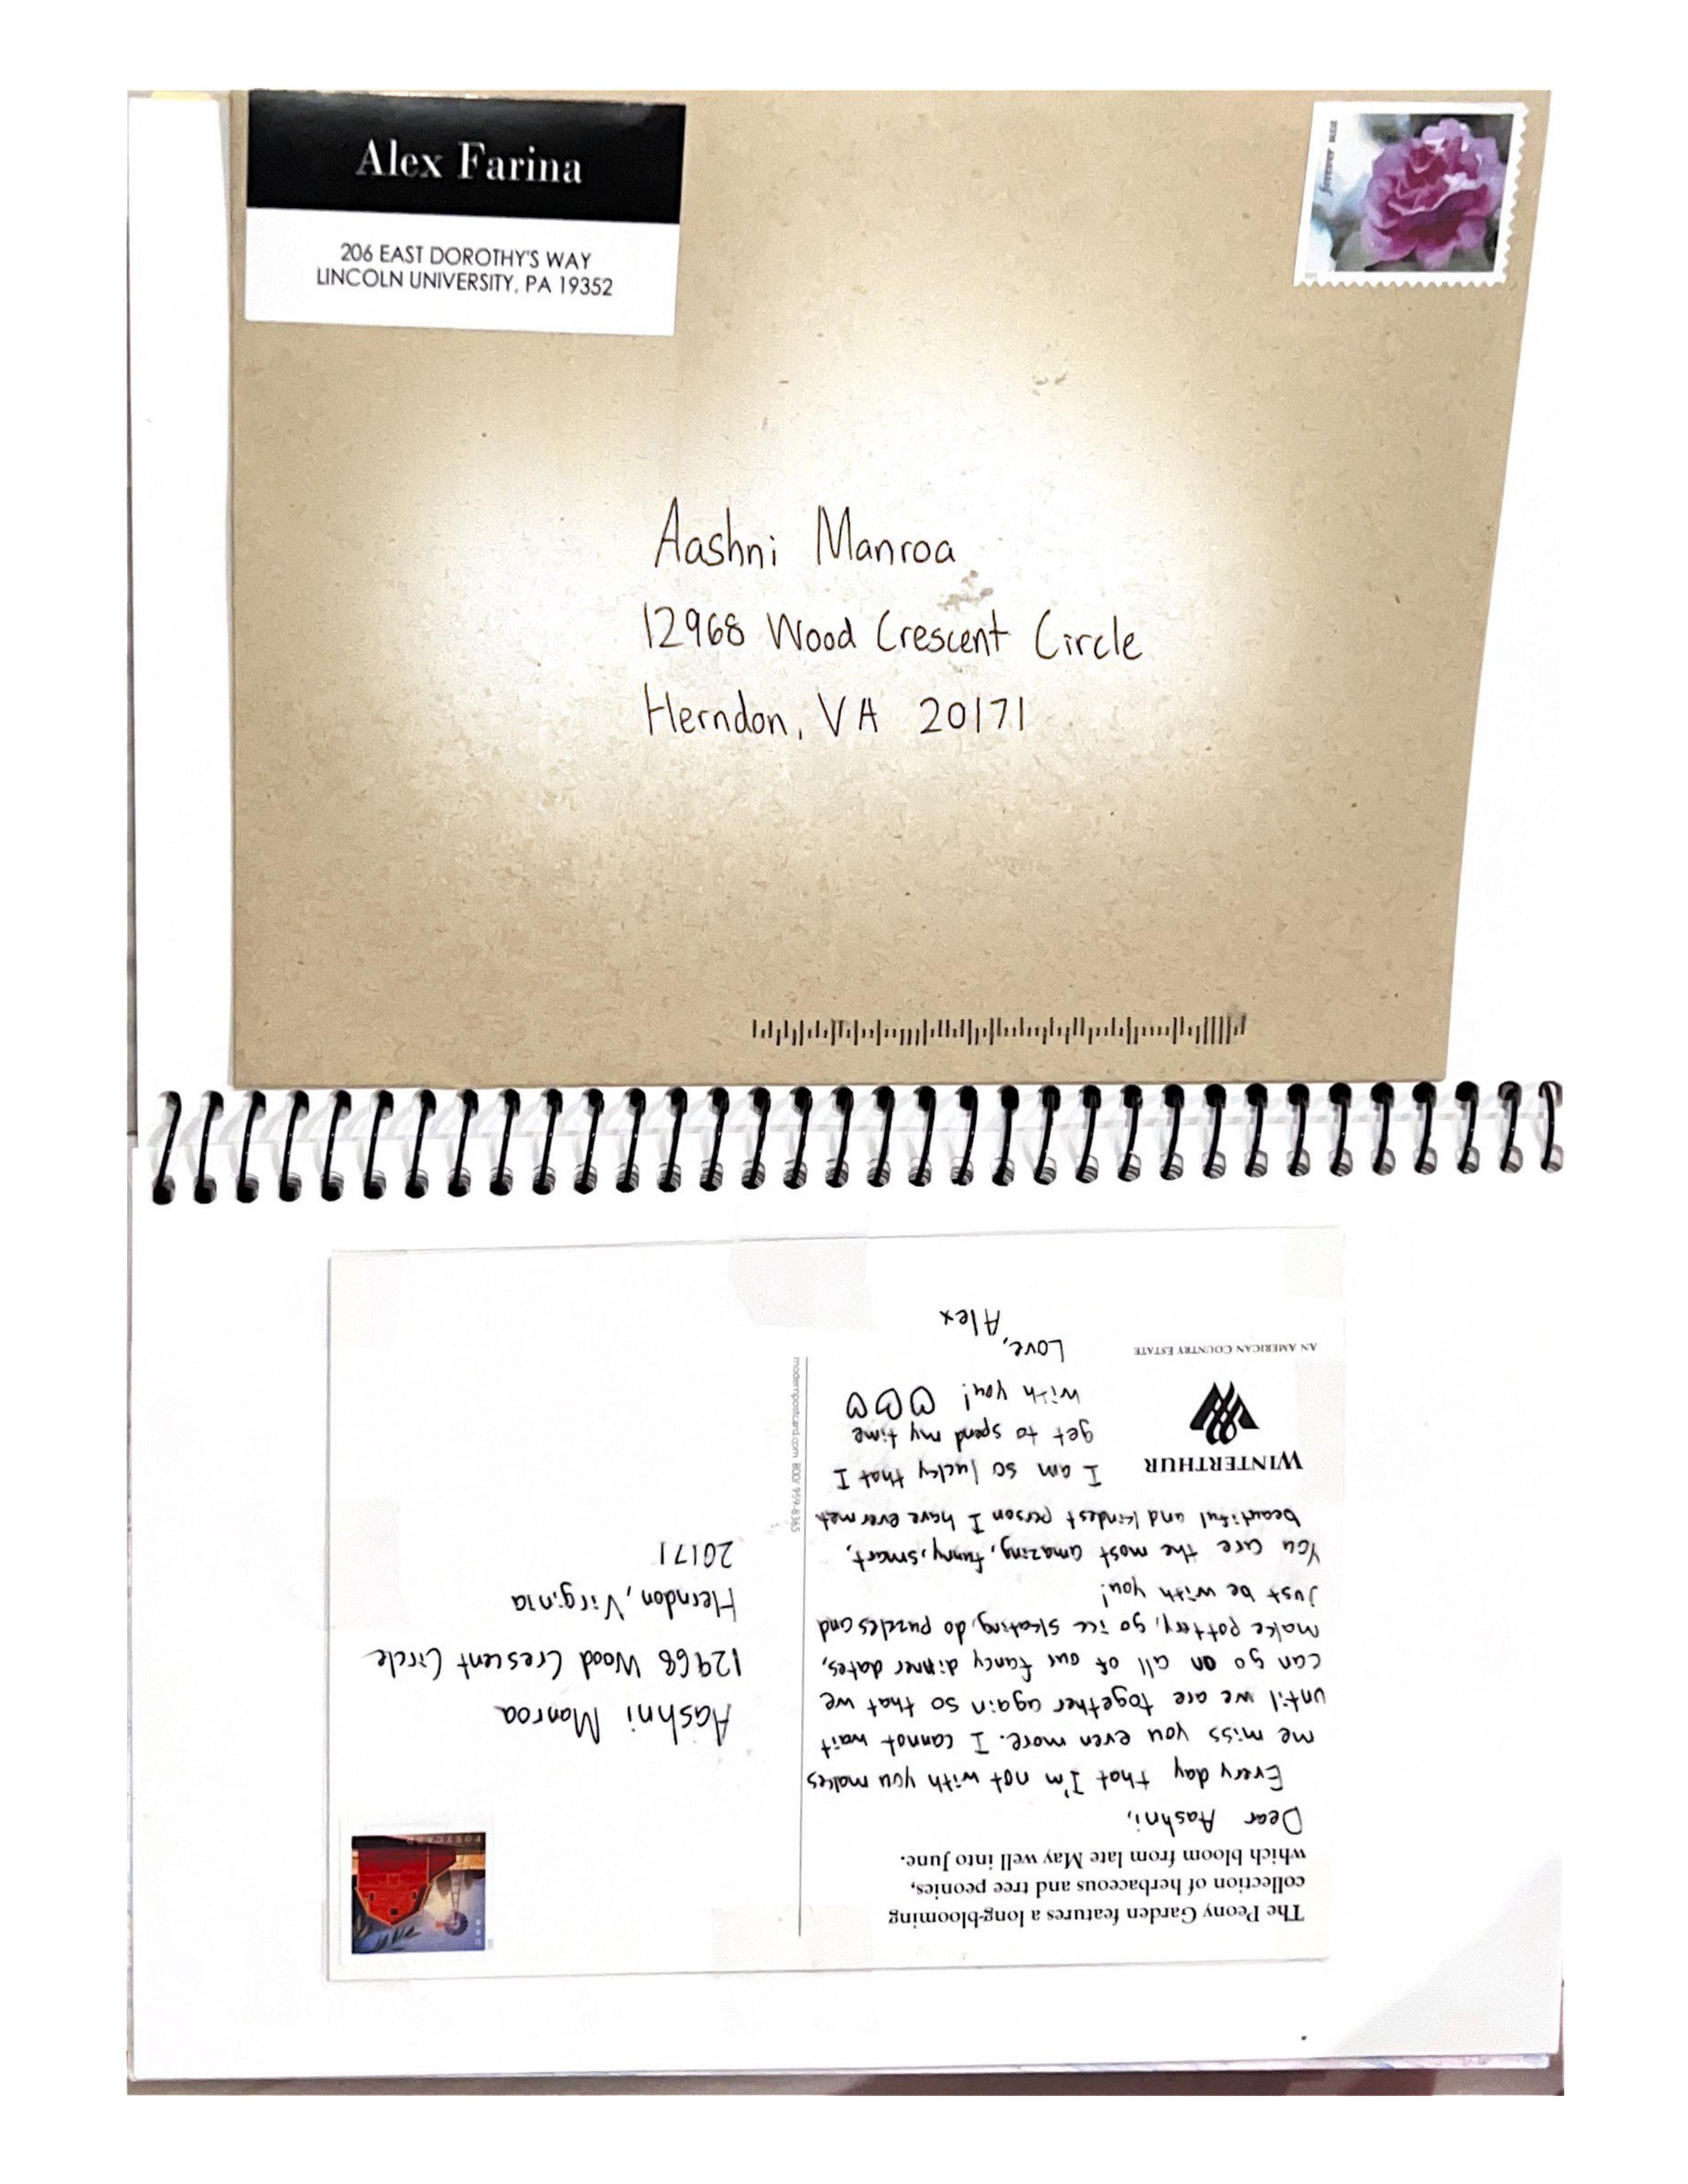 Alex Farina
206 EAST DOROTHY'S WAY
LINCOLN UNIVERSITY, PA 19352
forever USA
Aashni Manroa
12968 Wood Crescent Circle
Herndon, VA 20171
The Peony Garden features a long-blooming
collection of herbaceous and tree peonies,
which bloom from late May well into June.
Dear Aashni,
Every day that I'm not with you makes
me miss you even more. I cannot wait
until we are together again so that we
can go on all of our fancy dinner dates,
make pottery, go ice skating, do puzzles and
just be with you!
You are the most amazing, funny, smart,
beautiful and kindest person I have ever met
I am so lucky that I
get to spend my time
with you! ♡♡♡
Love,
Alex
WINTERTHUR
AN AMERICAN COUNTRY ESTATE
modernpostcard.com 800/959-8365
Aashni Manroa
12968 Wood Crescent Circle
Herndon, Virginia
20171
POSTCARD
USA